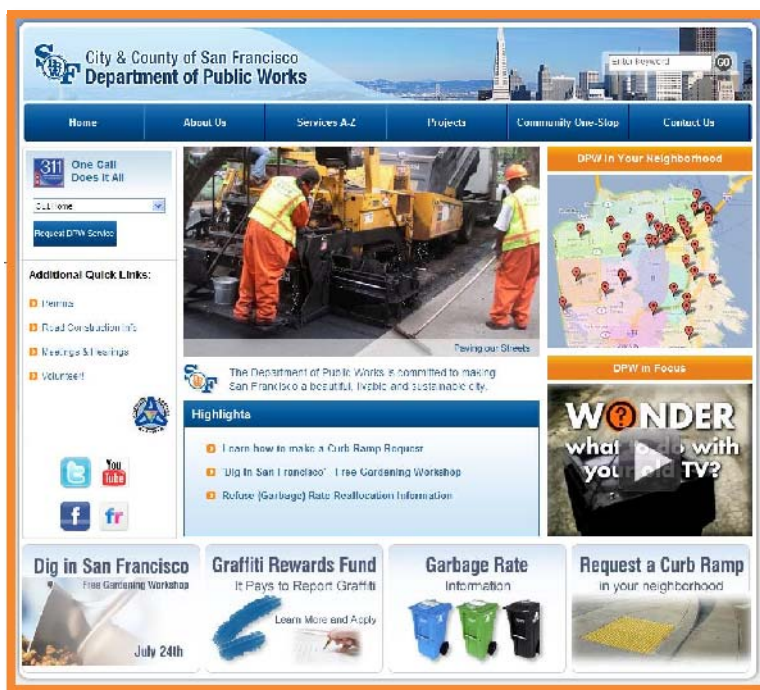 City & County of San Francisco
Department of Public Works
Enter Keyword GO
Home About Us Services A-Z Projects Community One-Stop Contact Us
311 One Call
Does It All
Request DPW Service
Additional Quick Links:
Permits
Road Construction Info
Meetings & Hearings
Volunteer!
You
Tube
f fr
Paving our Streets
The Department of Public Works is committed to making
San Francisco a beautiful, livable and sustainable city.
Highlights
Learn how to make a Curb Ramp Request
"Dig In San Francisco" Free Gardening Workshop
Refuse (Garbage) Rate Reallocation Information
DPW In Your Neighborhood
DPW in Focus
WONDER
what to do with
your old TV?
Dig in San Francisco
Free Gardening Workshop
July 24th
Graffiti Rewards Fund
It Pays to Report Graffiti
Learn More and Apply
Garbage Rate
Information
Request a Curb Ramp
in your neighborhood